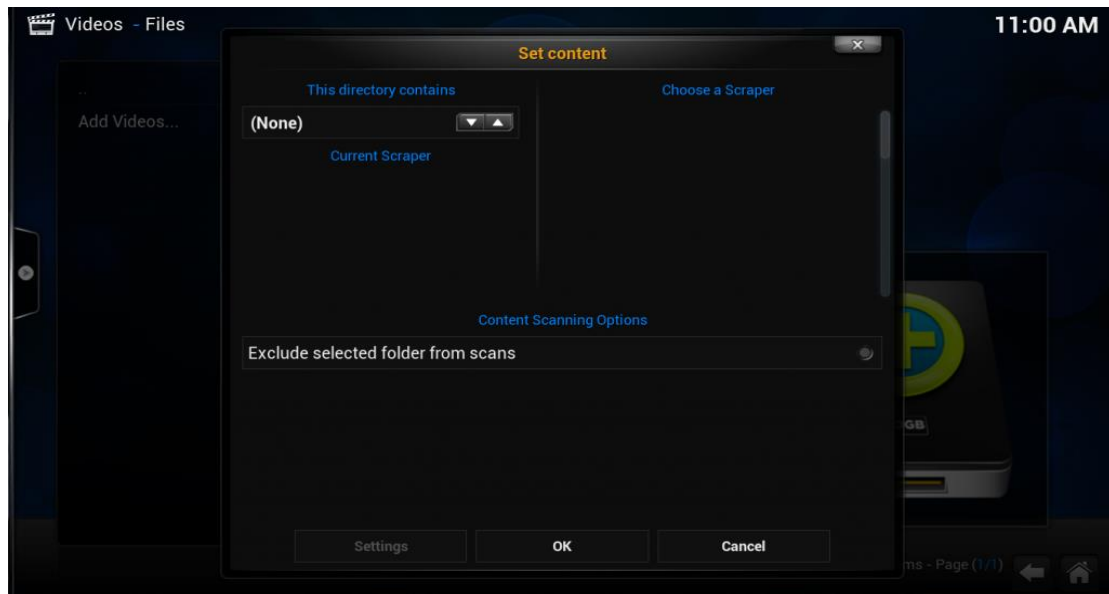 Videos - Files
11:00 AM
Set content
This directory contains
Choose a Scraper
..
Add Videos...
(None)
Current Scraper
Content Scanning Options
Exclude selected folder from scans
GB
Settings
OK
Cancel
ms - Page (1/1)